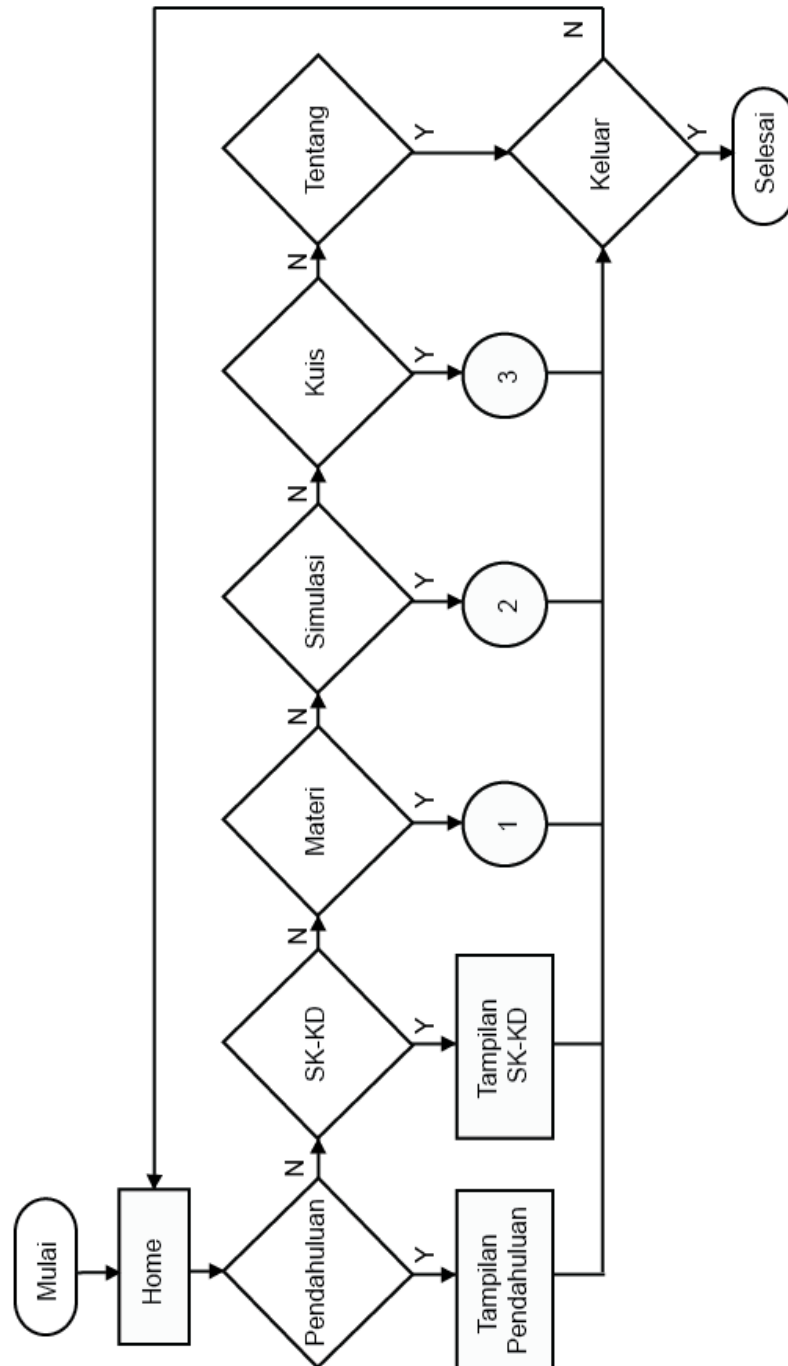 Mulai
Home
Pendahuluan
N
SK-KD
N
Materi
N
Simulasi
N
Kuis
N
Tentang
Y
Y
Y
Y
Y
Y
Tampilan
Pendahuluan
Tampilan
SK-KD
1
2
3
Keluar
N
Y
Selesai